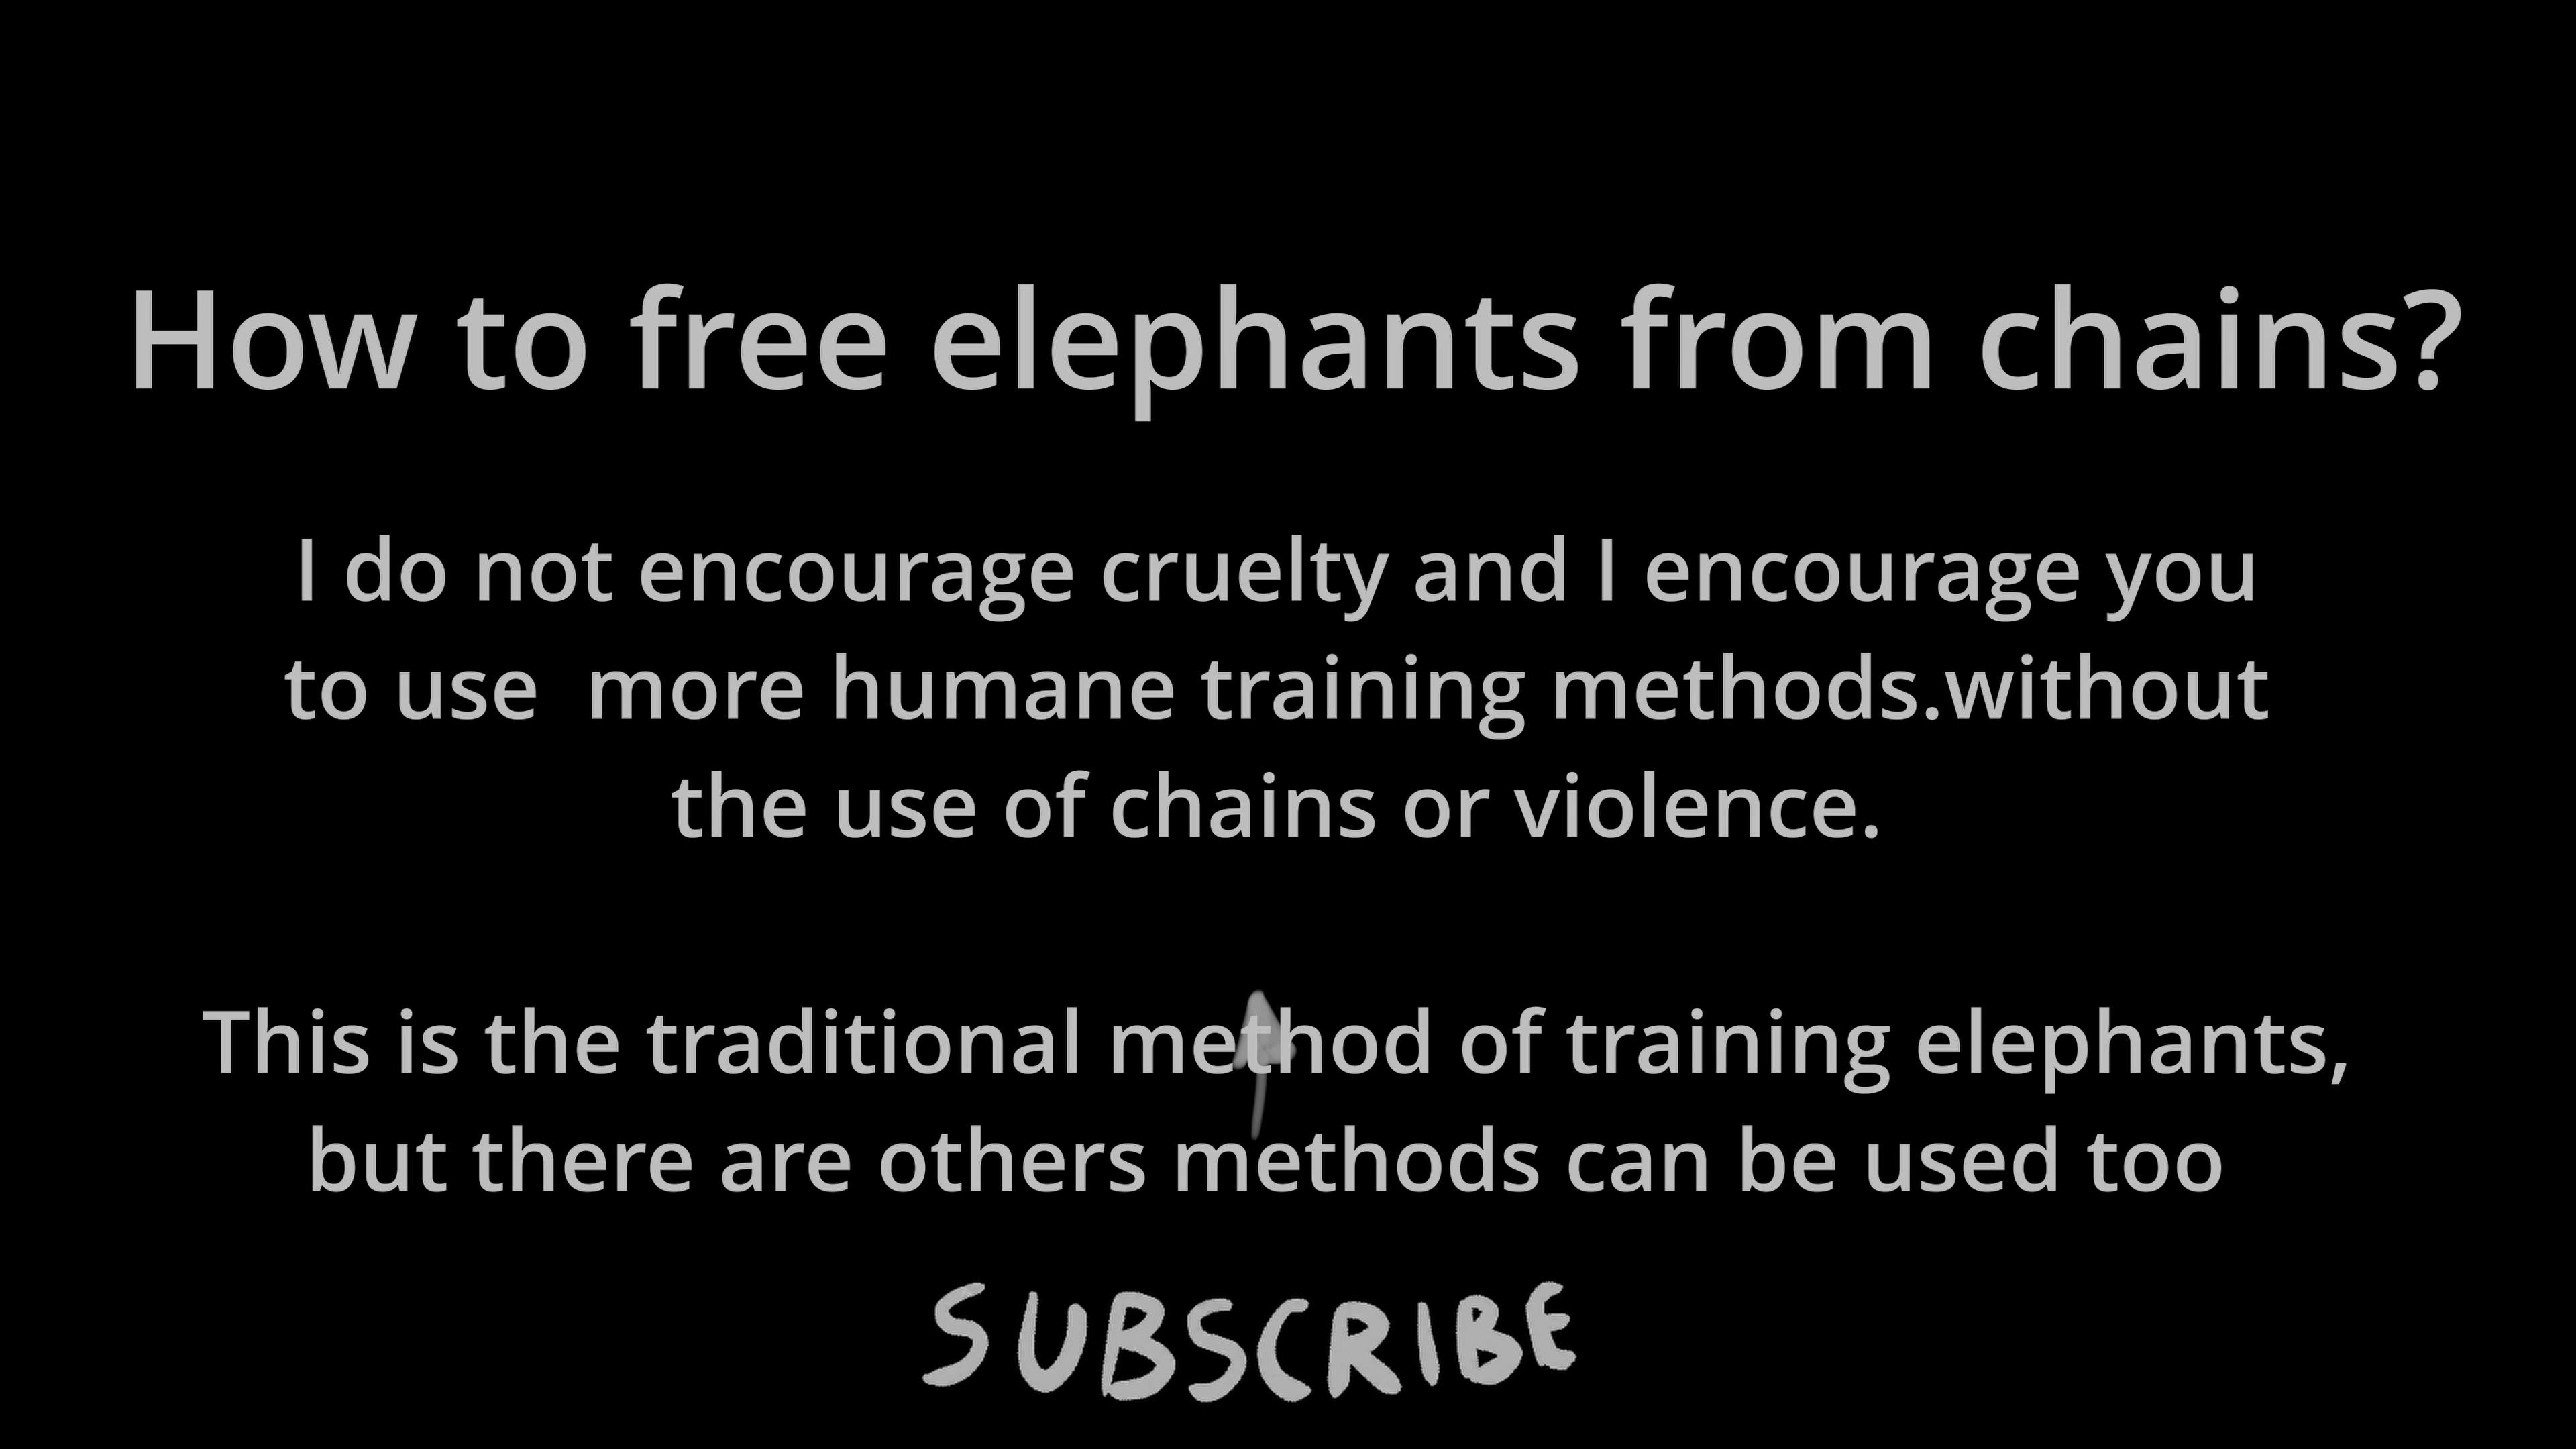 How to free elephants from chains?
I do not encourage cruelty and I encourage you
to use  more humane training methods.without
the use of chains or violence.
This is the traditional method of training elephants,
but there are others methods can be used too
SUBSCRIBE